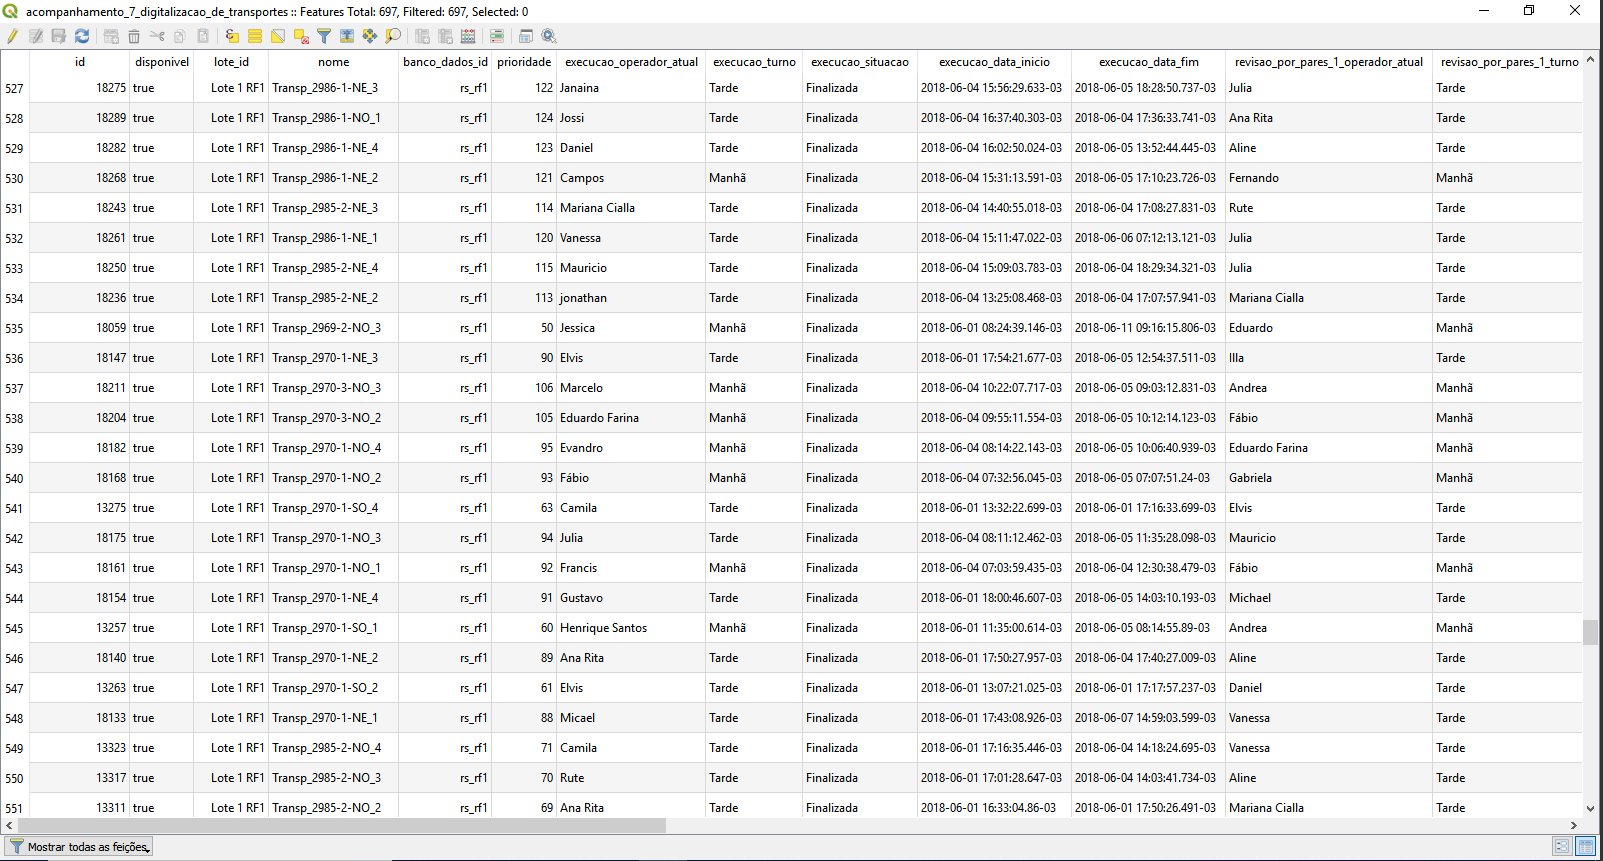 acompanhamento_7_digitalizacao_de_transportes :: Features Total: 697, Filtered: 697, Selected: 0
id disponivel lote_id nome banco_dados_id prioridade execucao_operador_atual execucao_turno execucao_situacao execucao_data_inicio execucao_data_fim revisao_por_pares_1_operador_atual revisao_por_pares_1_turno
527 18275 true Lote 1 RF1 Transp_2986-1-NE_3 rs_rf1 122 Janaina Tarde Finalizada 2018-06-04 15:56:29.633-03 2018-06-05 18:28:50.737-03 Julia Tarde
528 18289 true Lote 1 RF1 Transp_2986-1-NO_1 rs_rf1 124 Jossi Tarde Finalizada 2018-06-04 16:37:40.303-03 2018-06-04 17:36:33.741-03 Ana Rita Tarde
529 18282 true Lote 1 RF1 Transp_2986-1-NE_4 rs_rf1 123 Daniel Tarde Finalizada 2018-06-04 16:02:50.024-03 2018-06-05 13:52:44.445-03 Aline Tarde
530 18268 true Lote 1 RF1 Transp_2986-1-NE_2 rs_rf1 121 Campos Manhã Finalizada 2018-06-04 15:31:13.591-03 2018-06-05 17:10:23.726-03 Fernando Manhã
531 18243 true Lote 1 RF1 Transp_2985-2-NE_3 rs_rf1 114 Mariana Cialla Tarde Finalizada 2018-06-04 14:40:55.018-03 2018-06-04 17:08:27.831-03 Rute Tarde
532 18261 true Lote 1 RF1 Transp_2986-1-NE_1 rs_rf1 120 Vanessa Tarde Finalizada 2018-06-04 15:11:47.022-03 2018-06-06 07:12:13.121-03 Julia Tarde
533 18250 true Lote 1 RF1 Transp_2985-2-NE_4 rs_rf1 115 Mauricio Tarde Finalizada 2018-06-04 15:09:03.783-03 2018-06-04 18:29:34.321-03 Julia Tarde
534 18236 true Lote 1 RF1 Transp_2985-2-NE_2 rs_rf1 113 jonathan Tarde Finalizada 2018-06-04 13:25:08.468-03 2018-06-04 17:07:57.941-03 Mariana Cialla Tarde
535 18059 true Lote 1 RF1 Transp_2969-2-NO_3 rs_rf1 50 Jessica Manhã Finalizada 2018-06-01 08:24:39.146-03 2018-06-11 09:16:15.806-03 Eduardo Manhã
536 18147 true Lote 1 RF1 Transp_2970-1-NE_3 rs_rf1 90 Elvis Tarde Finalizada 2018-06-01 17:54:21.677-03 2018-06-05 12:54:37.511-03 Illa Tarde
537 18211 true Lote 1 RF1 Transp_2970-3-NO_3 rs_rf1 106 Marcelo Manhã Finalizada 2018-06-04 10:22:07.717-03 2018-06-05 09:03:12.831-03 Andrea Manhã
538 18204 true Lote 1 RF1 Transp_2970-3-NO_2 rs_rf1 105 Eduardo Farina Manhã Finalizada 2018-06-04 09:55:11.554-03 2018-06-05 10:12:14.123-03 Fábio Manhã
539 18182 true Lote 1 RF1 Transp_2970-1-NO_4 rs_rf1 95 Evandro Manhã Finalizada 2018-06-04 08:14:22.143-03 2018-06-05 10:06:40.939-03 Eduardo Farina Manhã
540 18168 true Lote 1 RF1 Transp_2970-1-NO_2 rs_rf1 93 Fábio Manhã Finalizada 2018-06-04 07:32:56.045-03 2018-06-05 07:07:51.24-03 Gabriela Manhã
541 13275 true Lote 1 RF1 Transp_2970-1-SO_4 rs_rf1 63 Camila Tarde Finalizada 2018-06-01 13:32:22.699-03 2018-06-01 17:16:33.699-03 Elvis Tarde
542 18175 true Lote 1 RF1 Transp_2970-1-NO_3 rs_rf1 94 Julia Tarde Finalizada 2018-06-04 08:11:12.462-03 2018-06-05 11:35:28.098-03 Mauricio Tarde
543 18161 true Lote 1 RF1 Transp_2970-1-NO_1 rs_rf1 92 Francis Manhã Finalizada 2018-06-04 07:03:59.435-03 2018-06-04 12:30:38.479-03 Fábio Manhã
544 18154 true Lote 1 RF1 Transp_2970-1-NE_4 rs_rf1 91 Gustavo Tarde Finalizada 2018-06-01 18:00:46.607-03 2018-06-05 14:03:10.193-03 Michael Tarde
545 13257 true Lote 1 RF1 Transp_2970-1-SO_1 rs_rf1 60 Henrique Santos Manhã Finalizada 2018-06-01 11:35:00.614-03 2018-06-05 08:14:55.89-03 Andrea Manhã
546 18140 true Lote 1 RF1 Transp_2970-1-NE_2 rs_rf1 89 Ana Rita Tarde Finalizada 2018-06-01 17:50:27.957-03 2018-06-04 17:40:27.009-03 Aline Tarde
547 13263 true Lote 1 RF1 Transp_2970-1-SO_2 rs_rf1 61 Elvis Tarde Finalizada 2018-06-01 13:07:21.025-03 2018-06-01 17:17:57.237-03 Daniel Tarde
548 18133 true Lote 1 RF1 Transp_2970-1-NE_1 rs_rf1 88 Micael Tarde Finalizada 2018-06-01 17:43:08.926-03 2018-06-07 14:59:03.599-03 Vanessa Tarde
549 13323 true Lote 1 RF1 Transp_2985-2-NO_4 rs_rf1 71 Camila Tarde Finalizada 2018-06-01 17:16:35.446-03 2018-06-04 14:18:24.695-03 Vanessa Tarde
550 13317 true Lote 1 RF1 Transp_2985-2-NO_3 rs_rf1 70 Rute Tarde Finalizada 2018-06-01 17:01:28.647-03 2018-06-04 14:03:41.734-03 Aline Tarde
551 13311 true Lote 1 RF1 Transp_2985-2-NO_2 rs_rf1 69 Ana Rita Tarde Finalizada 2018-06-01 16:33:04.86-03 2018-06-01 17:50:26.491-03 Mariana Cialla Tarde
Mostrar todas as feições